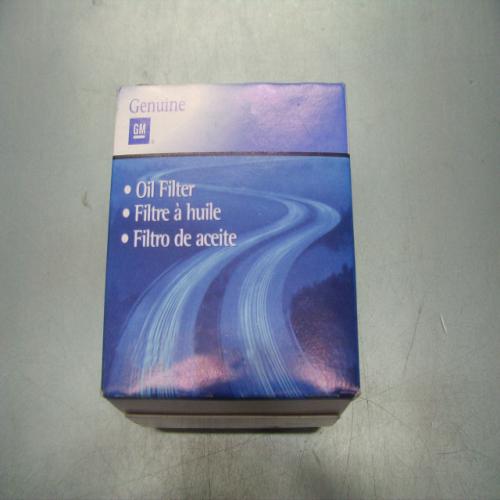 Genuine
GM
• Oil Filter
• Filtre à huile
• Filtro de aceite